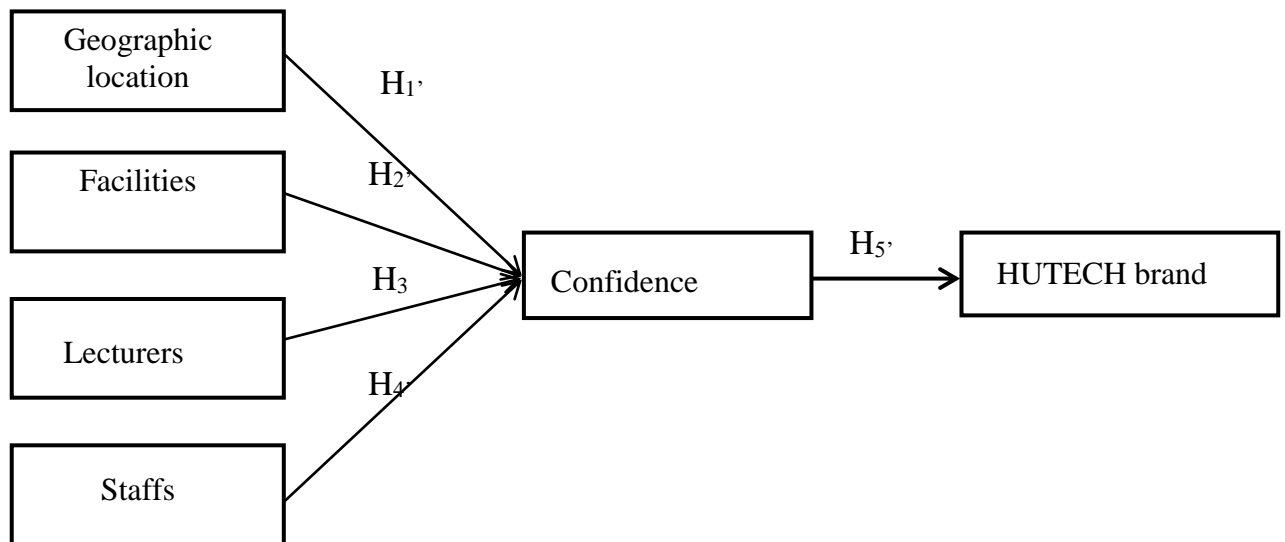 Geographic
location
H1’
Facilities
H2’
H5’
Confidence
HUTECH brand
H3
Lecturers
H4’
Staffs